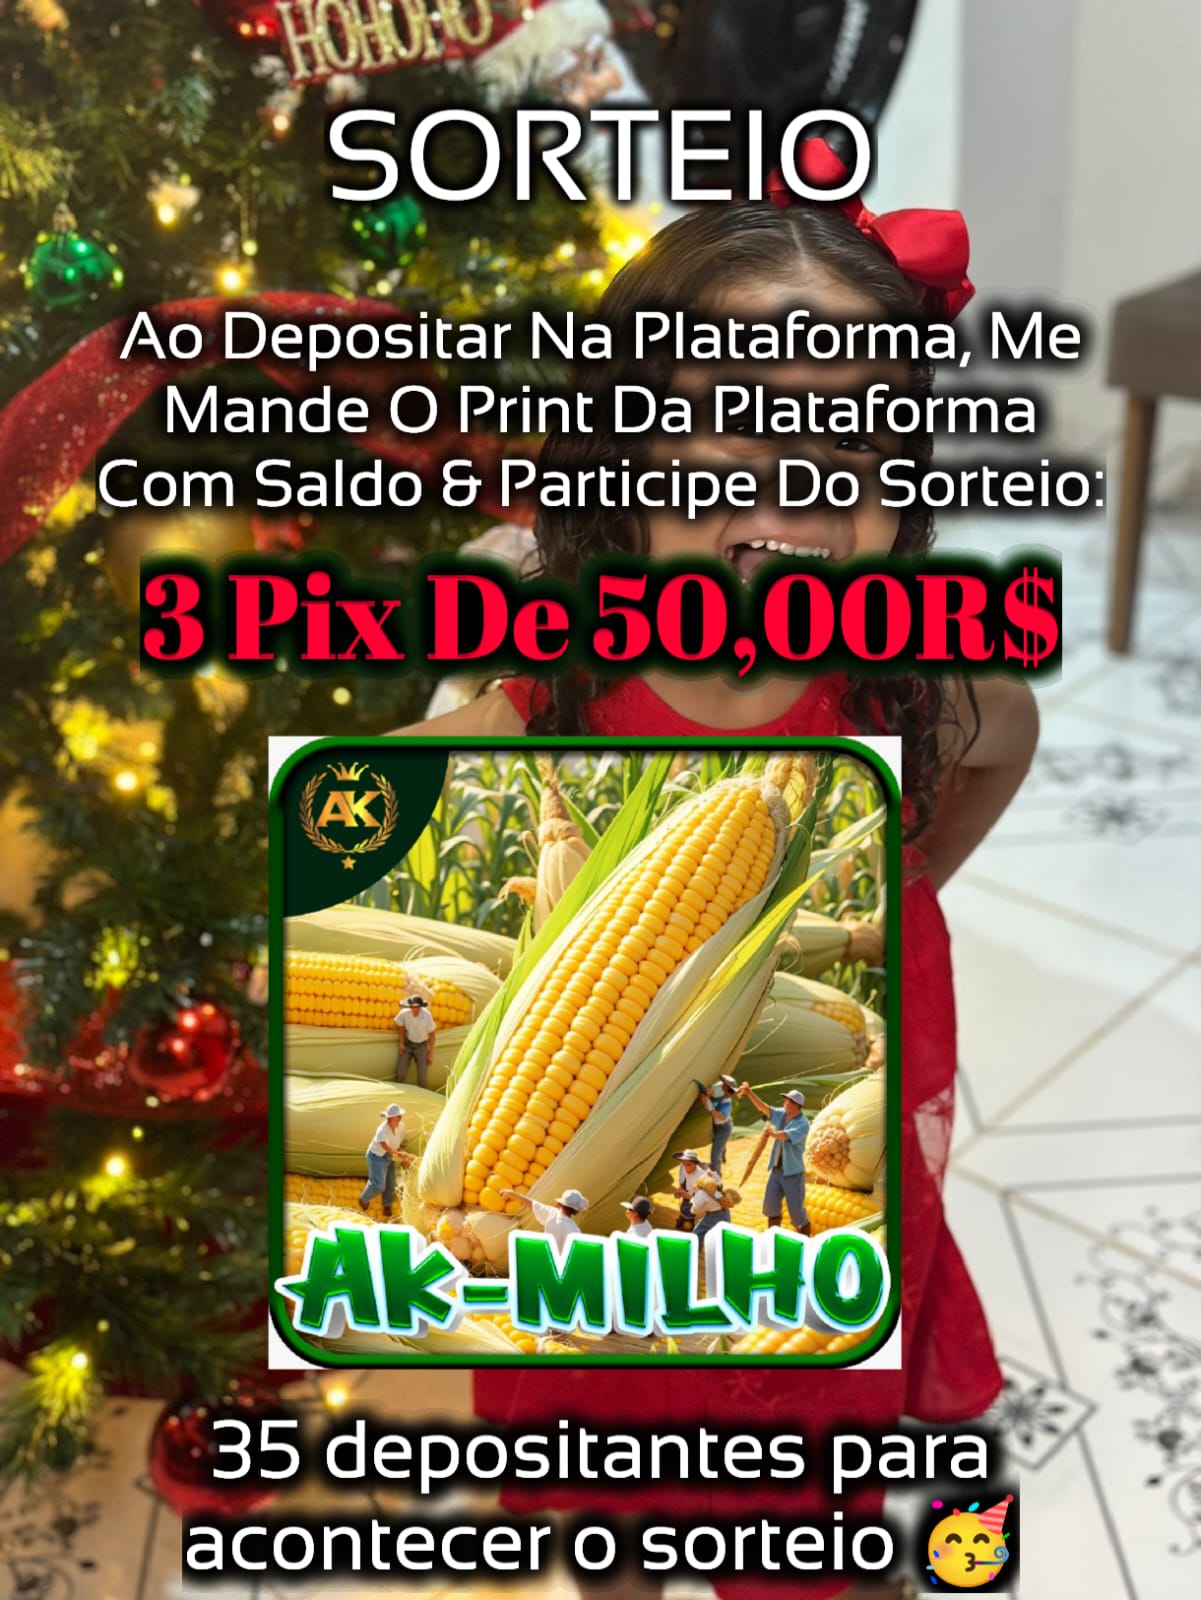 HOHOHO
SORTEIO
Ao Depositar Na Plataforma, Me
Mande O Print Da Plataforma
Com Saldo & Participe Do Sorteio:
3 Pix De 50,00R$
AK
AK-MILHO
35 depositantes para
acontecer o sorteio 🥳